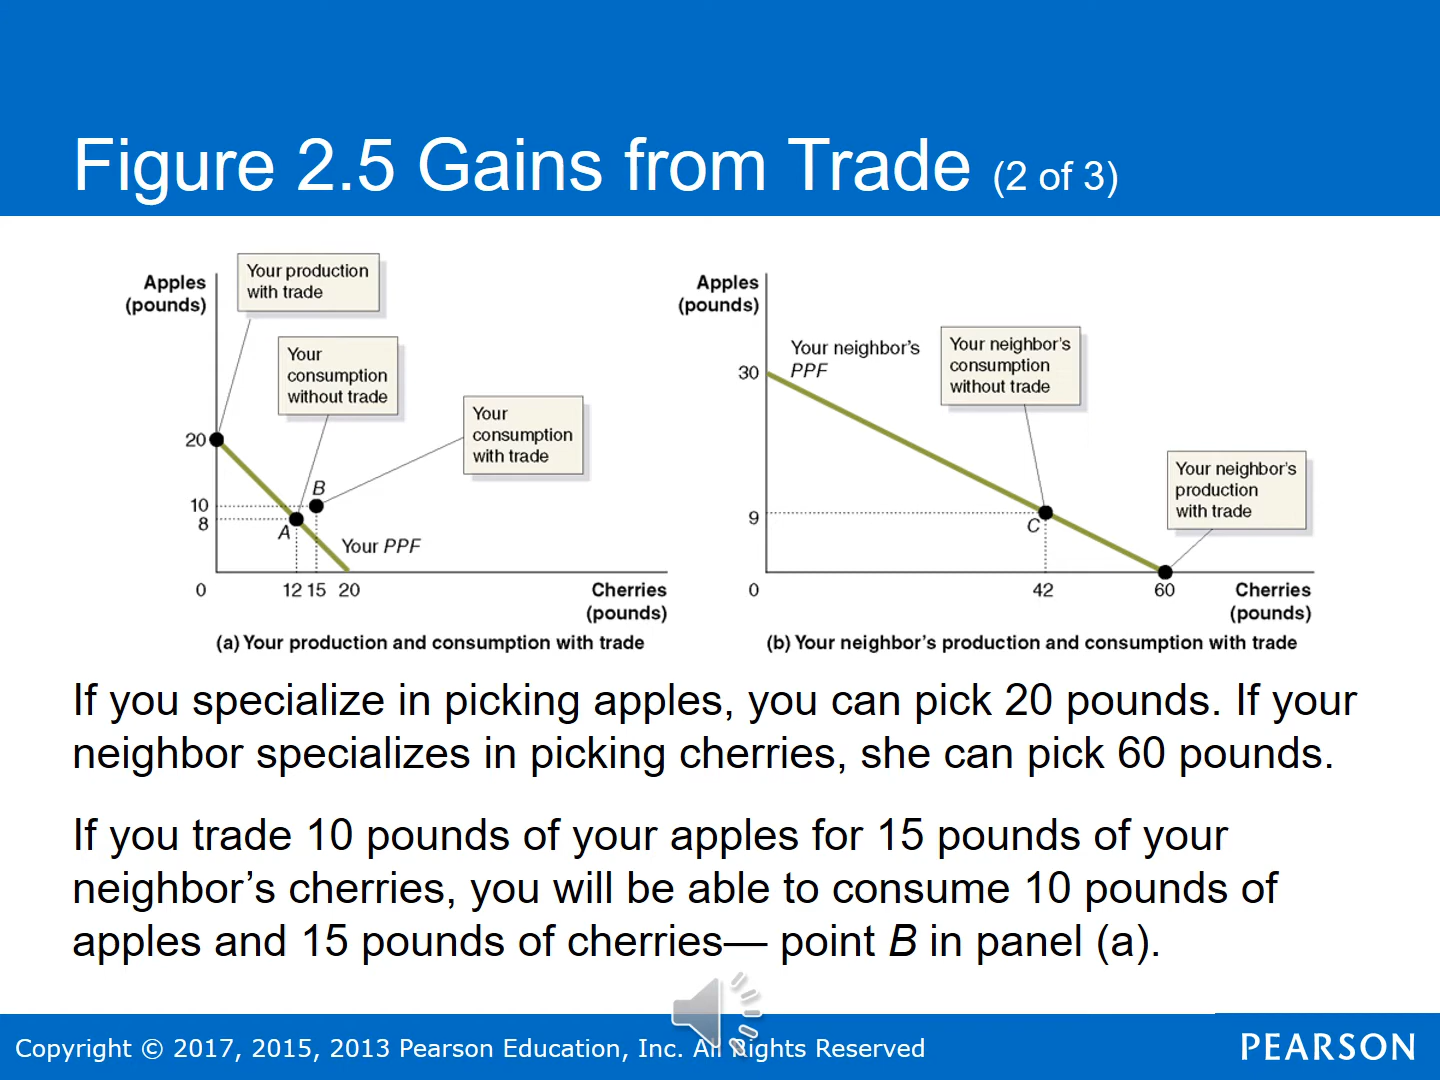 Figure 2.5 Gains from Trade (2 of 3)
Apples
(pounds)
Your production
with trade
Your
consumption
without trade
Your
consumption
with trade
20
10
8
B
A
Your PPF
0
12 15 20
Cherries
(pounds)
(a) Your production and consumption with trade
Apples
(pounds)
Your neighbor's
PPF
Your neighbor's
consumption
without trade
30
Your neighbor's
production
with trade
9
C
0
42
60
Cherries
(pounds)
(b) Your neighbor's production and consumption with trade
If you specialize in picking apples, you can pick 20 pounds. If your
neighbor specializes in picking cherries, she can pick 60 pounds.
If you trade 10 pounds of your apples for 15 pounds of your
neighbor’s cherries, you will be able to consume 10 pounds of
apples and 15 pounds of cherries— point B in panel (a).
Copyright © 2017, 2015, 2013 Pearson Education, Inc. All Rights Reserved
PEARSON